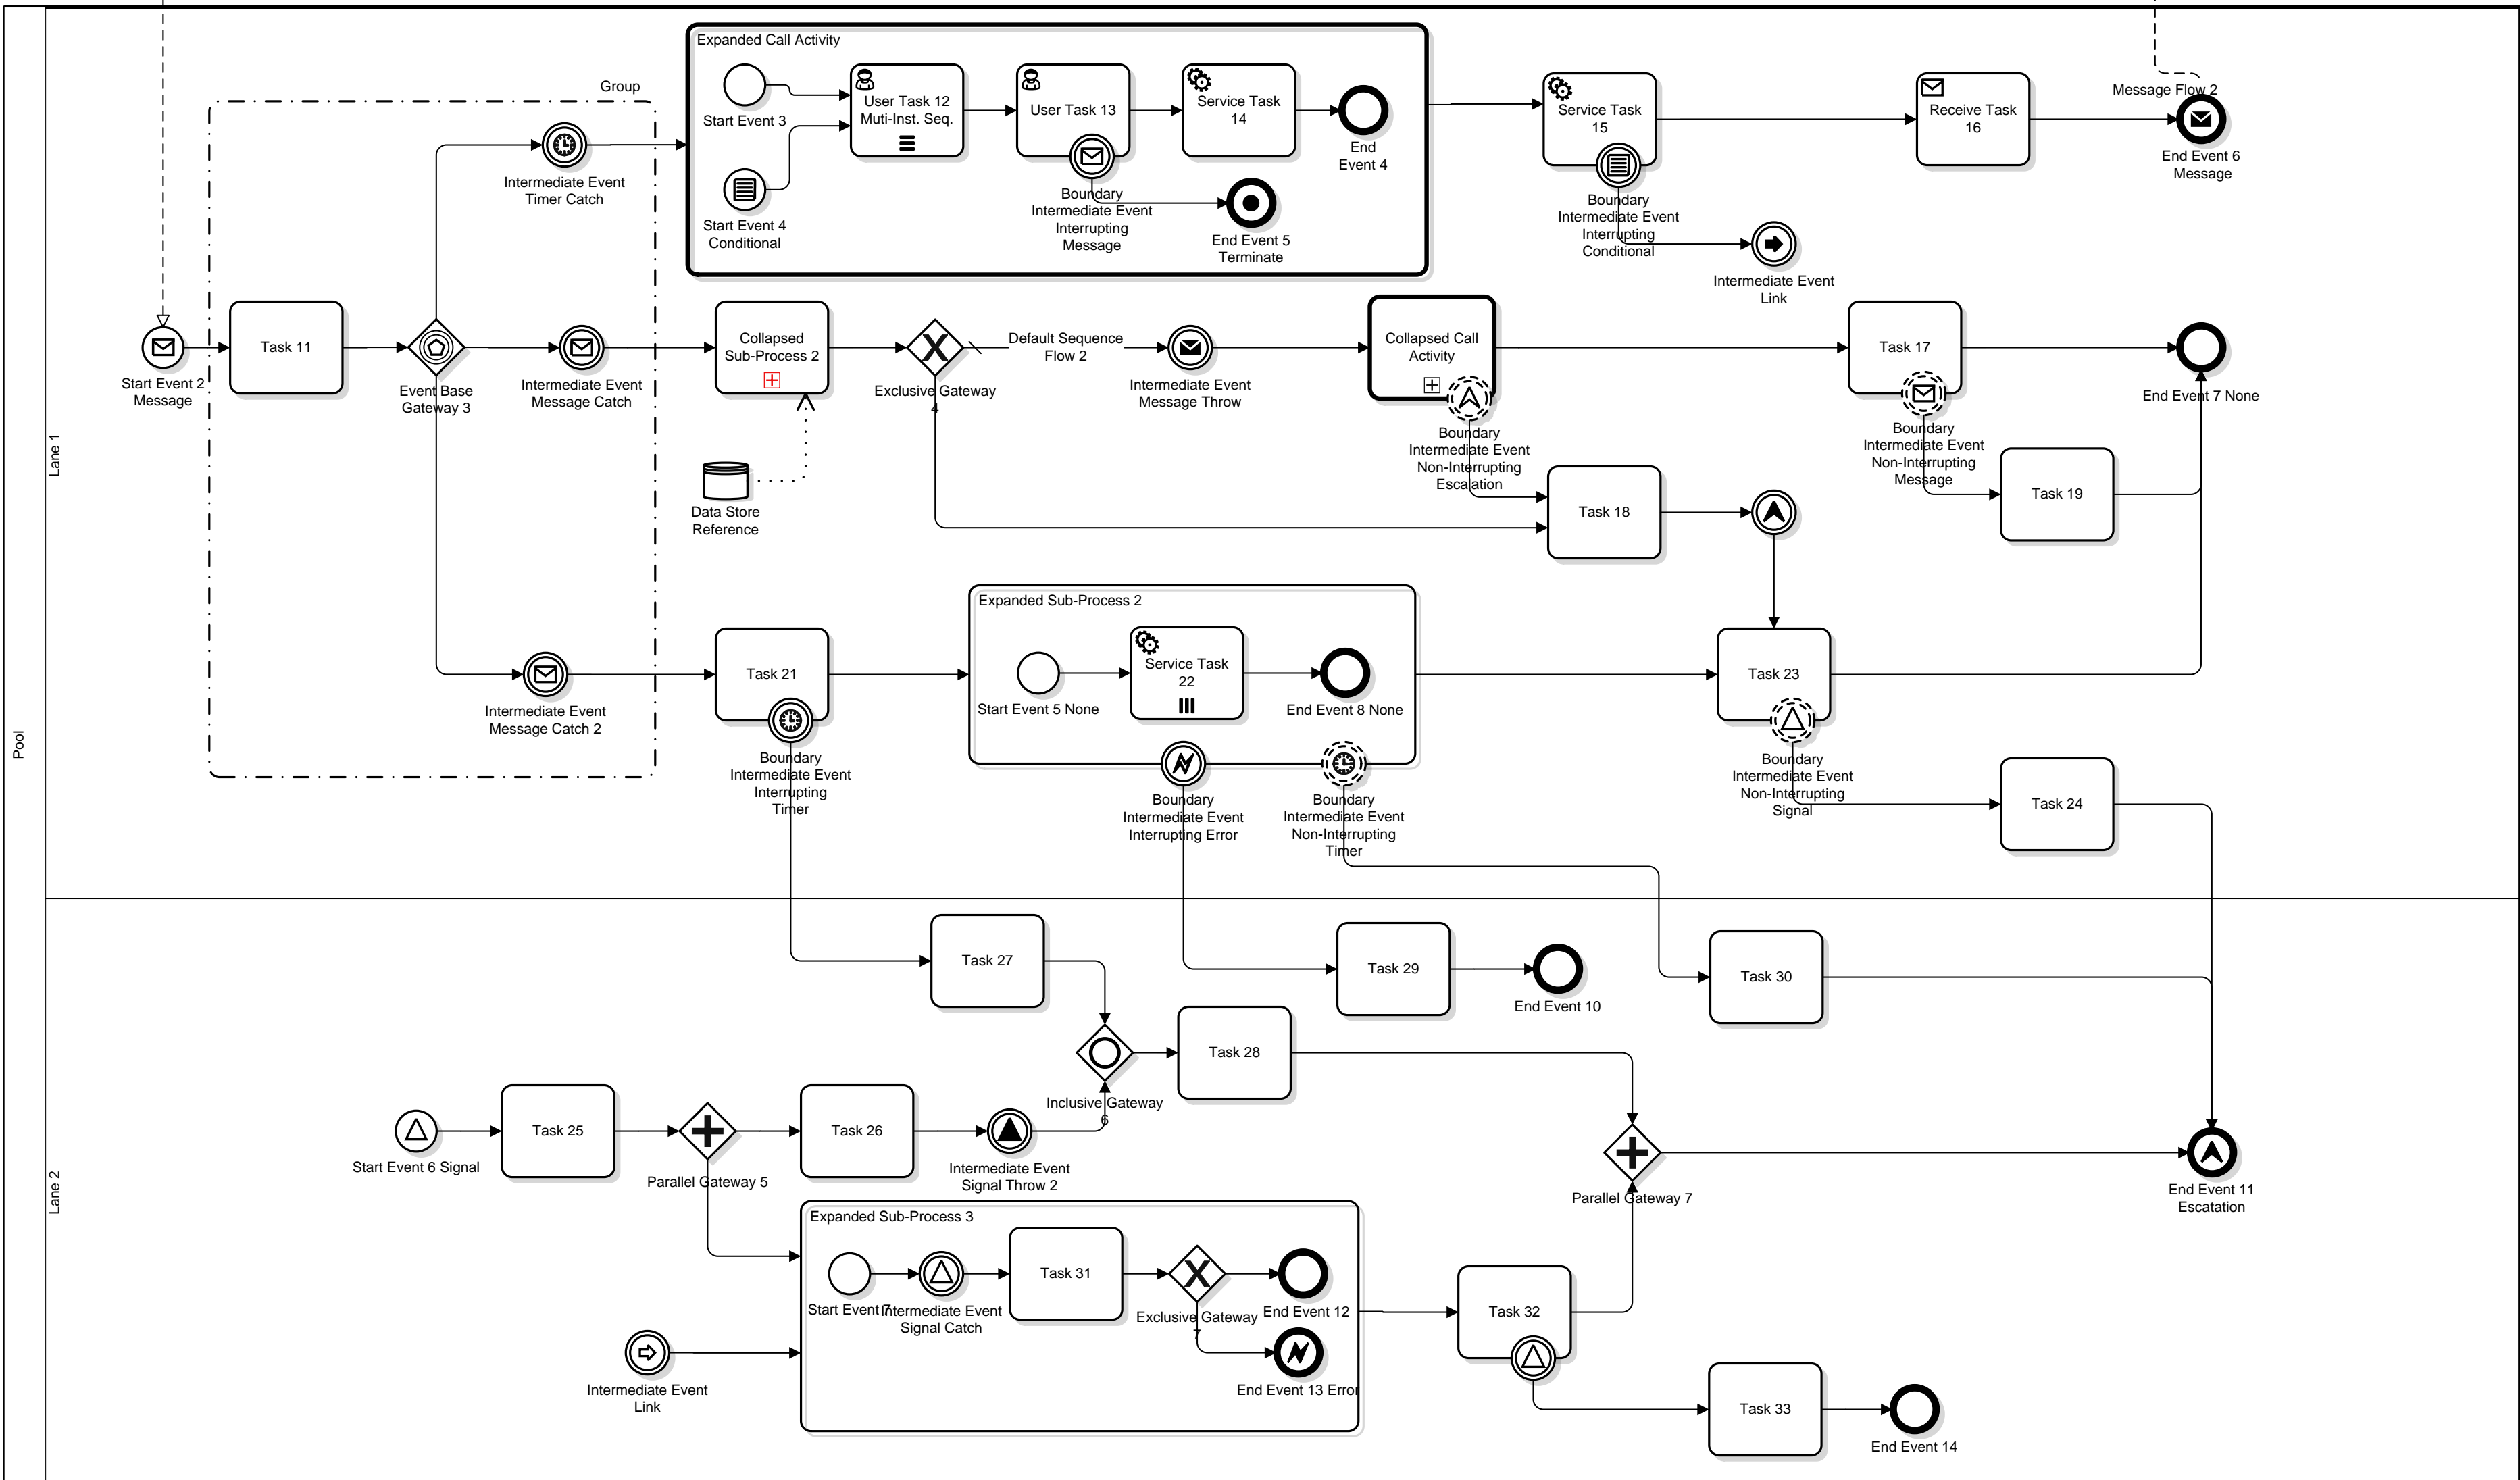 Pool
Lane 1
Lane 2
Group
Expanded Call Activity
Start Event 3
Start Event 4
Conditional
User Task 12
Muti-Inst. Seq.
User Task 13
Service Task
14
End
Event 4
Boundary
Intermediate Event
Interrupting
Message
End Event 5
Terminate
Service Task
15
Boundary
Intermediate Event
Interrupting
Conditional
Intermediate Event
Link
Receive Task
16
Message Flow 2
End Event 6
Message
Intermediate Event
Timer Catch
Start Event 2
Message
Task 11
Event Base
Gateway 3
Intermediate Event
Message Catch
Collapsed
Sub-Process 2
Exclusive Gateway
4
Default Sequence
Flow 2
Intermediate Event
Message Throw
Collapsed Call
Activity
Boundary
Intermediate Event
Non-Interrupting
Escalation
Task 17
Boundary
Intermediate Event
Non-Interrupting
Message
End Event 7 None
Data Store
Reference
Task 18
Task 19
Intermediate Event
Message Catch 2
Task 21
Boundary
Intermediate Event
Interrupting
Timer
Expanded Sub-Process 2
Start Event 5 None
Service Task
22
End Event 8 None
Boundary
Intermediate Event
Interrupting Error
Boundary
Intermediate Event
Non-Interrupting
Timer
Task 23
Boundary
Intermediate Event
Non-Interrupting
Signal
Task 24
Task 27
Task 29
End Event 10
Task 30
Task 28
Inclusive Gateway
6
Start Event 6 Signal
Task 25
Parallel Gateway 5
Task 26
Intermediate Event
Signal Throw 2
Parallel Gateway 7
End Event 11
Escatation
Expanded Sub-Process 3
Start Event 7
Intermediate Event
Signal Catch
Task 31
Exclusive Gateway
7
End Event 12
End Event 13 Error
Intermediate Event
Link
Task 32
Task 33
End Event 14